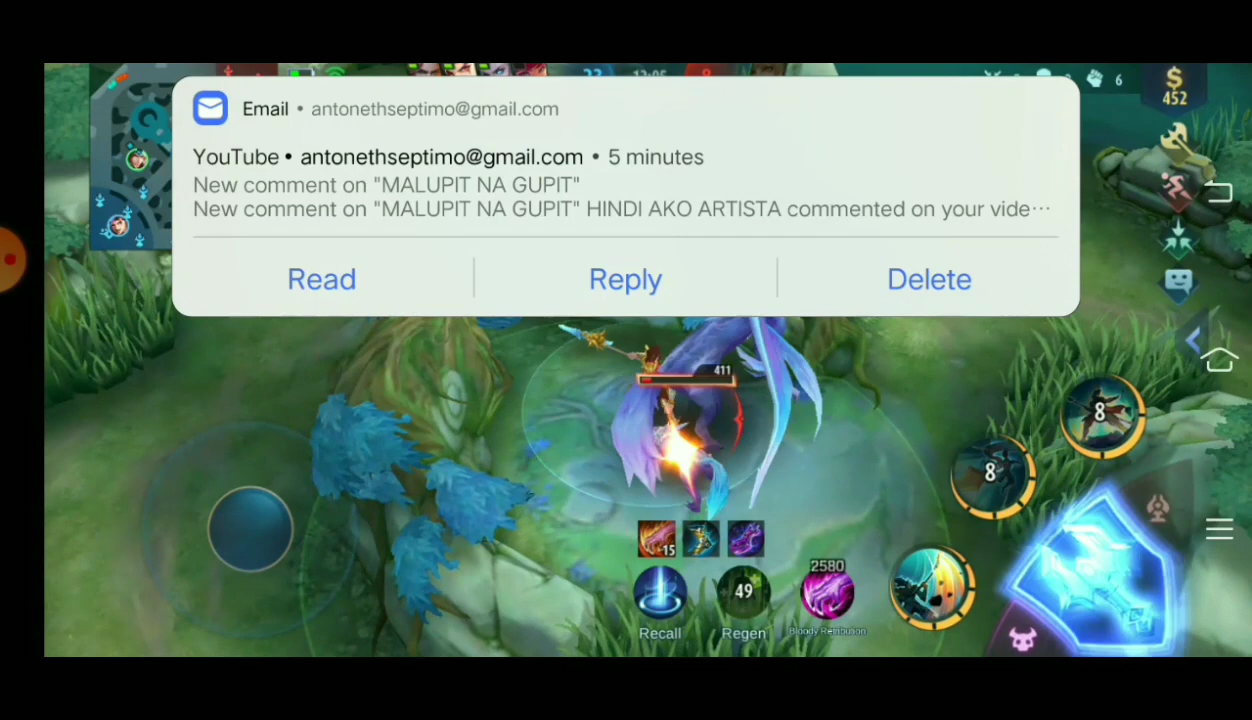 Email • antonethseptimo@gmail.com
YouTube • antonethseptimo@gmail.com • 5 minutes
New comment on "MALUPIT NA GUPIT"
New comment on "MALUPIT NA GUPIT" HINDI AKO ARTISTA commented on your vide···
Read Reply Delete
6
452
411
8
8
15
2580
49
Recall Regen Bloody Retribution